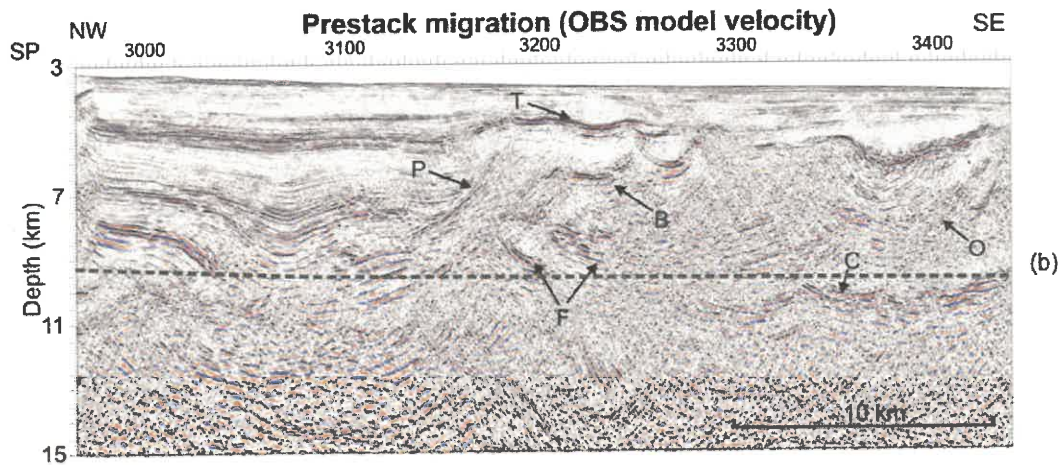 Prestack migration (OBS model velocity)
NW
SE
SP
3000
3100
3200
3300
3400
3
7
11
15
Depth (km)
T
P
B
O
C
F
10 km
(b)